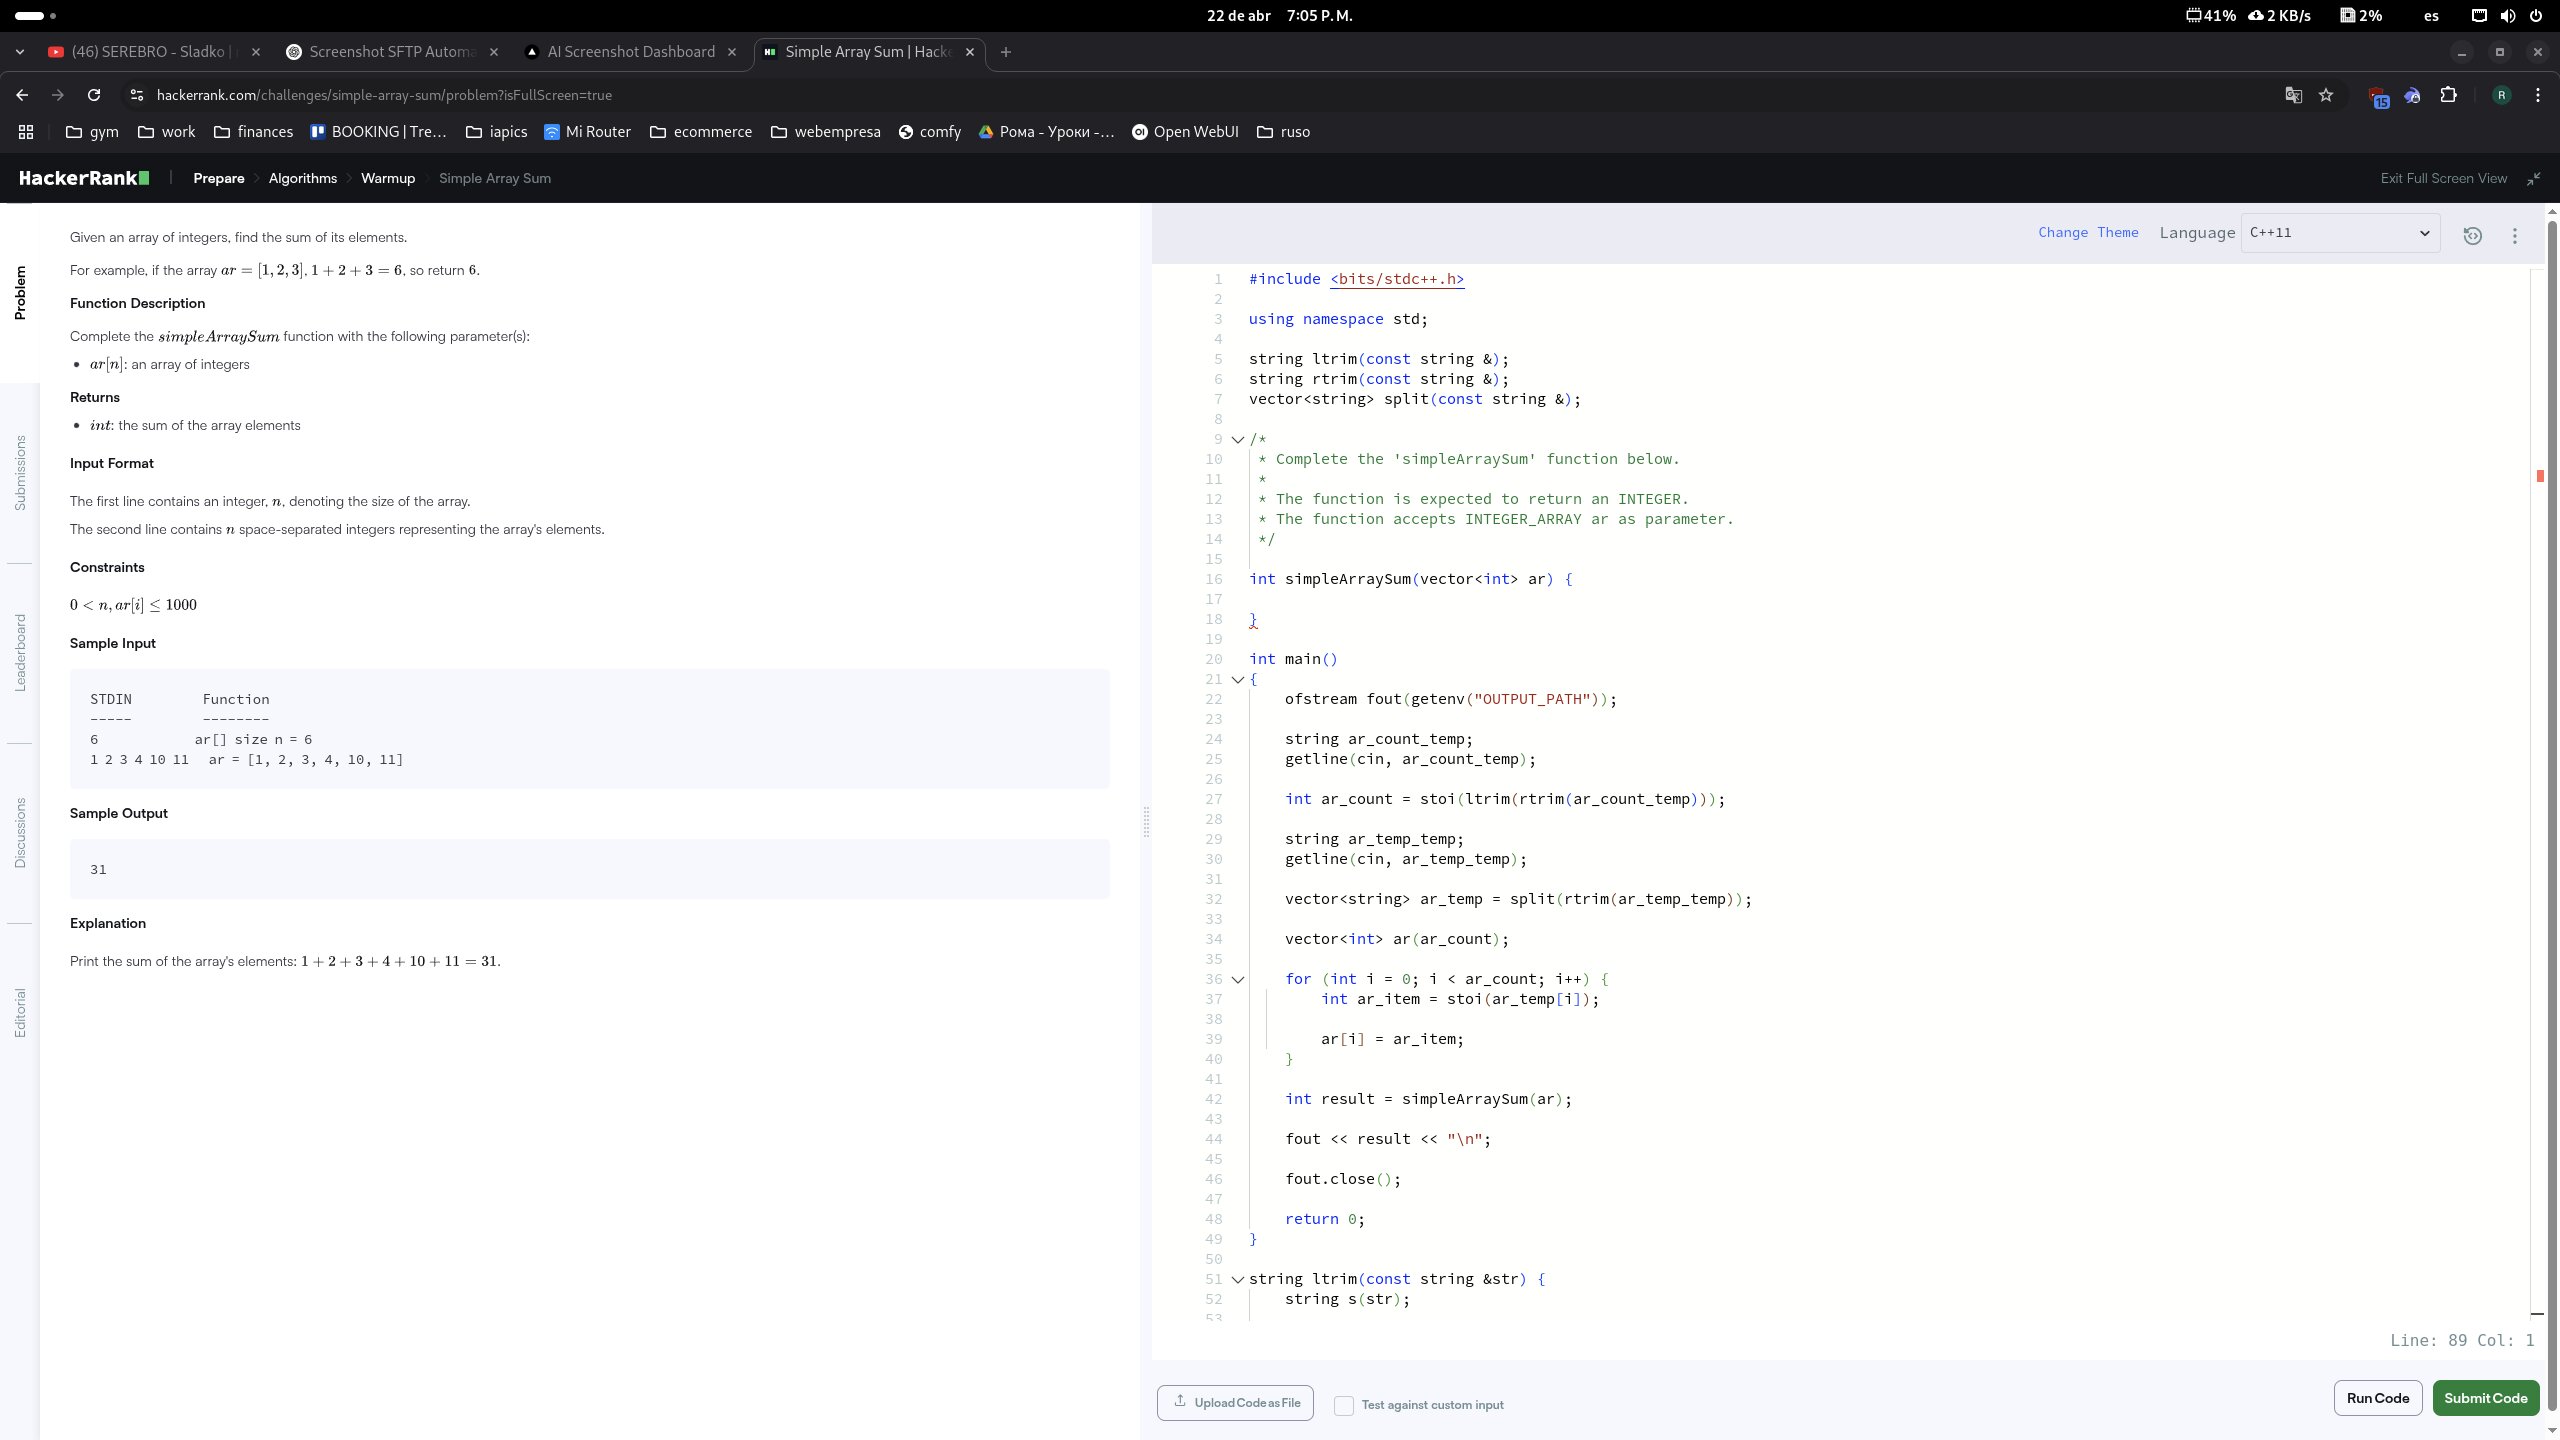 22 de abr 7:05 P. M.
41% 2 KB/s 2% es
(46) SEREBRO - Sladko |
Screenshot SFTP Automa
AI Screenshot Dashboard
Simple Array Sum | Hacke
hackerrank.com/challenges/simple-array-sum/problem?isFullScreen=true
15
R
gym
work
finances
BOOKING | Tre...
iapics
Mi Router
ecommerce
webempresa
comfy
Рома - Уроки -...
Open WebUI
ruso
HackerRank
Prepare
Algorithms
Warmup
Simple Array Sum
Exit Full Screen View
Problem
Submissions
Leaderboard
Discussions
Editorial
Given an array of integers, find the sum of its elements.
For example, if the array ar = [1, 2, 3], 1 + 2 + 3 = 6, so return 6.
Function Description
Complete the simpleArraySum function with the following parameter(s):
• ar[n]: an array of integers
Returns
• int: the sum of the array elements
Input Format
The first line contains an integer, n, denoting the size of the array.
The second line contains n space-separated integers representing the array's elements.
Constraints
0 < n, ar[i] ≤ 1000
Sample Input
STDIN Function
----- --------
6 ar[] size n = 6
1 2 3 4 10 11 ar = [1, 2, 3, 4, 10, 11]
Sample Output
31
Explanation
Print the sum of the array's elements: 1 + 2 + 3 + 4 + 10 + 11 = 31.
Change Theme Language C++11
1 #include <bits/stdc++.h>
2
3 using namespace std;
4
5 string ltrim(const string &);
6 string rtrim(const string &);
7 vector<string> split(const string &);
8
9 /*
10 * Complete the 'simpleArraySum' function below.
11 *
12 * The function is expected to return an INTEGER.
13 * The function accepts INTEGER_ARRAY ar as parameter.
14 */
15
16 int simpleArraySum(vector<int> ar) {
17
18 }
19
20 int main()
21 {
22 ofstream fout(getenv("OUTPUT_PATH"));
23
24 string ar_count_temp;
25 getline(cin, ar_count_temp);
26
27 int ar_count = stoi(ltrim(rtrim(ar_count_temp)));
28
29 string ar_temp_temp;
30 getline(cin, ar_temp_temp);
31
32 vector<string> ar_temp = split(rtrim(ar_temp_temp));
33
34 vector<int> ar(ar_count);
35
36 for (int i = 0; i < ar_count; i++) {
37 int ar_item = stoi(ar_temp[i]);
38
39 ar[i] = ar_item;
40 }
41
42 int result = simpleArraySum(ar);
43
44 fout << result << "\n";
45
46 fout.close();
47
48 return 0;
49 }
50
51 string ltrim(const string &str) {
52 string s(str);
53
Line: 89 Col: 1
Upload Code as File
Test against custom input
Run Code
Submit Code